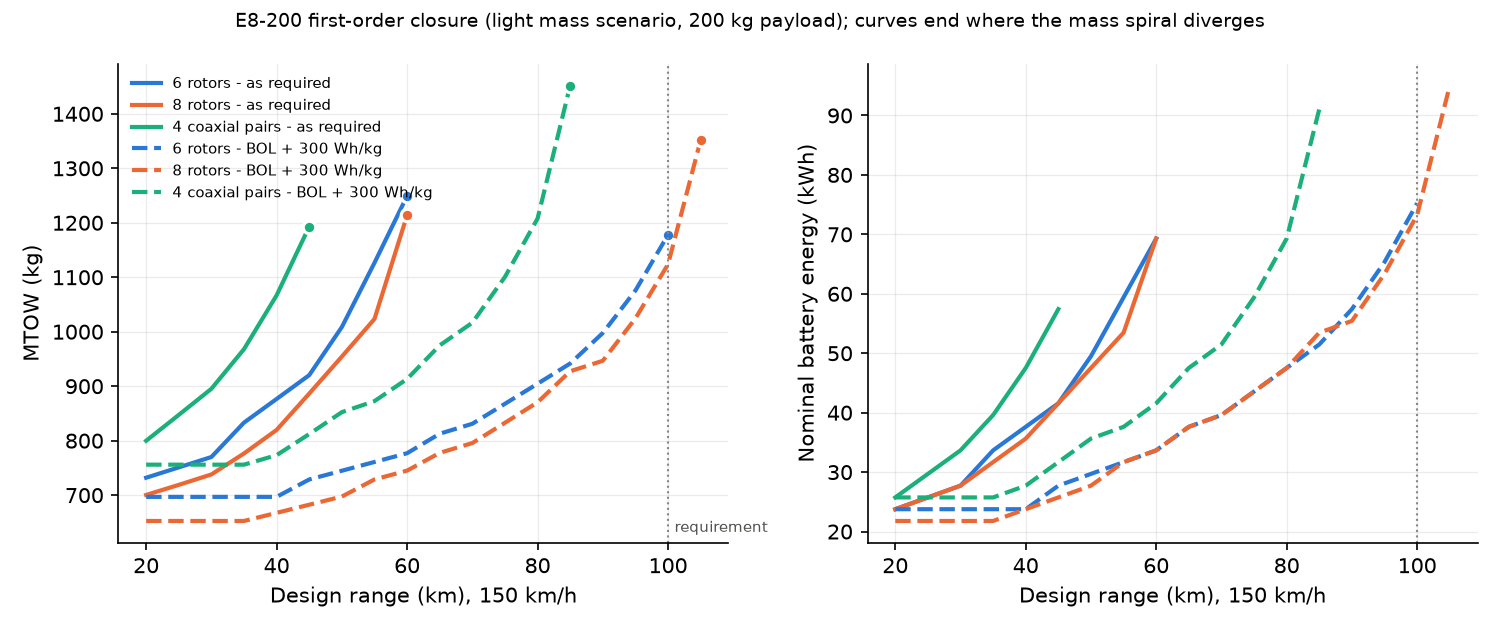 E8-200 first-order closure (light mass scenario, 200 kg payload); curves end where the mass spiral diverges
6 rotors - as required
8 rotors - as required
4 coaxial pairs - as required
6 rotors - BOL + 300 Wh/kg
8 rotors - BOL + 300 Wh/kg
4 coaxial pairs - BOL + 300 Wh/kg
MTOW (kg)
1400
1300
1200
1100
1000
900
800
700
requirement
20 40 60 80 100
Design range (km), 150 km/h
Nominal battery energy (kWh)
90
80
70
60
50
40
30
20
20 40 60 80 100
Design range (km), 150 km/h